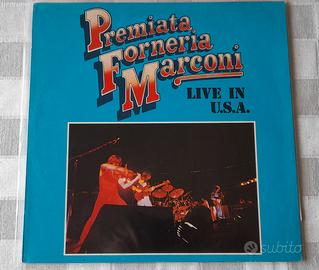 Premiata
Forneria
Marconi
LIVE IN
U.S.A.
subito